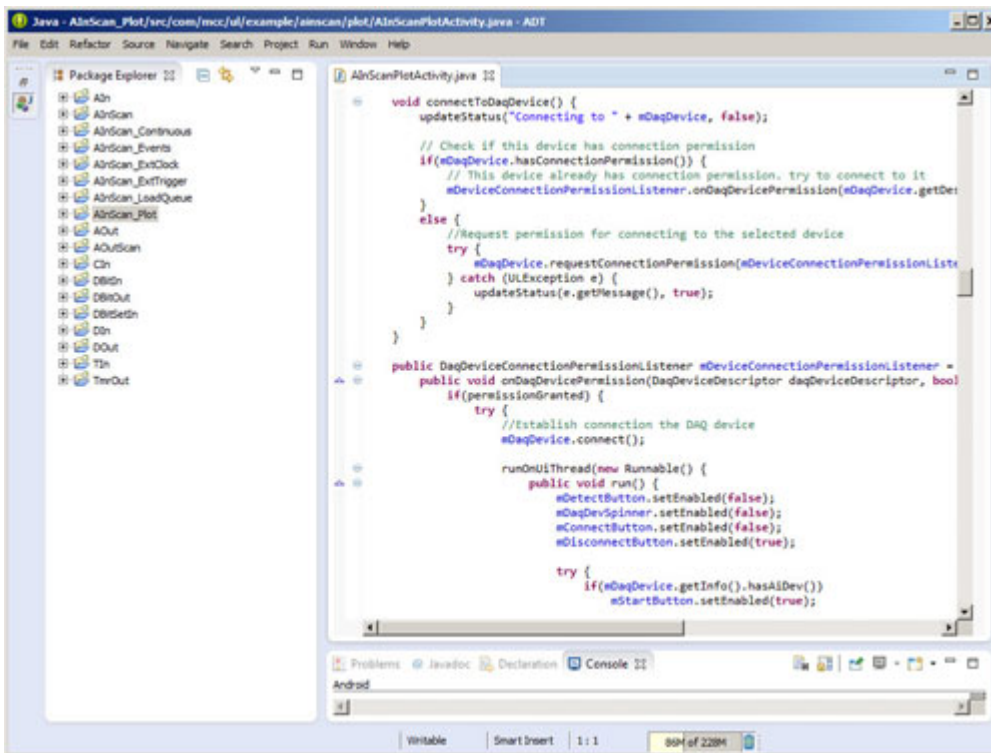 Java - AInScan_Plot/src/com/mcc/ul/example/ainscan/plot/AInScanPlotActivity.java - ADT
File Edit Refactor Source Navigate Search Project Run Window Help
Package Explorer
AIn
AInScan
AInScan_Continuous
AInScan_Events
AInScan_ExtClock
AInScan_ExtTrigger
AInScan_LoadQueue
AInScan_Plot
AOut
AOutScan
CIn
DBitIn
DBitOut
DBitSetIn
DIn
DOut
TIn
TmrOut
AInScanPlotActivity.java
void connectToDaqDevice() {
updateStatus("Connecting to " + mDaqDevice, false);
// Check if this device has connection permission
if(mDaqDevice.hasConnectionPermission()) {
// This device already has connection permission. try to connect to it
mDeviceConnectionPermissionListener.onDaqDevicePermission(mDaqDevice.getDes
}
else {
//Request permission for connecting to the selected device
try {
mDaqDevice.requestConnectionPermission(mDeviceConnectionPermissionListe
} catch (ULException e) {
updateStatus(e.getMessage(), true);
}
}
}
public DaqDeviceConnectionPermissionListener mDeviceConnectionPermissionListener =
public void onDaqDevicePermission(DaqDeviceDescriptor daqDeviceDescriptor, bool
if(permissionGranted) {
try {
//Establish connection the DAQ device
mDaqDevice.connect();
runOnUiThread(new Runnable() {
public void run() {
mDetectButton.setEnabled(false);
mDaqDevSpinner.setEnabled(false);
mConnectButton.setEnabled(false);
mDisconnectButton.setEnabled(true);
try {
if(mDaqDevice.getInfo().hasAiDev())
mStartButton.setEnabled(true);
Problems @ Javadoc Declaration Console
Android
Writable Smart Insert 1 : 1 86M of 228M